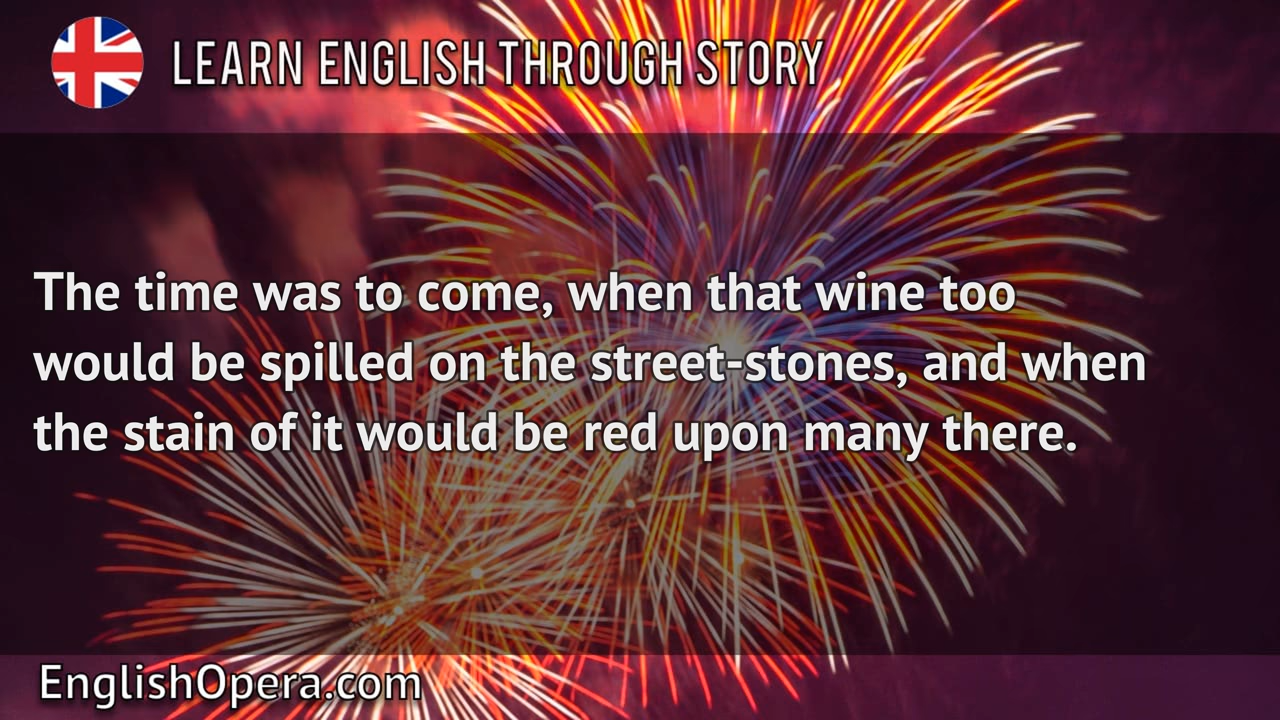 LEARN ENGLISH THROUGH STORY
The time was to come, when that wine too
would be spilled on the street-stones, and when
the stain of it would be red upon many there.
EnglishOpera.com